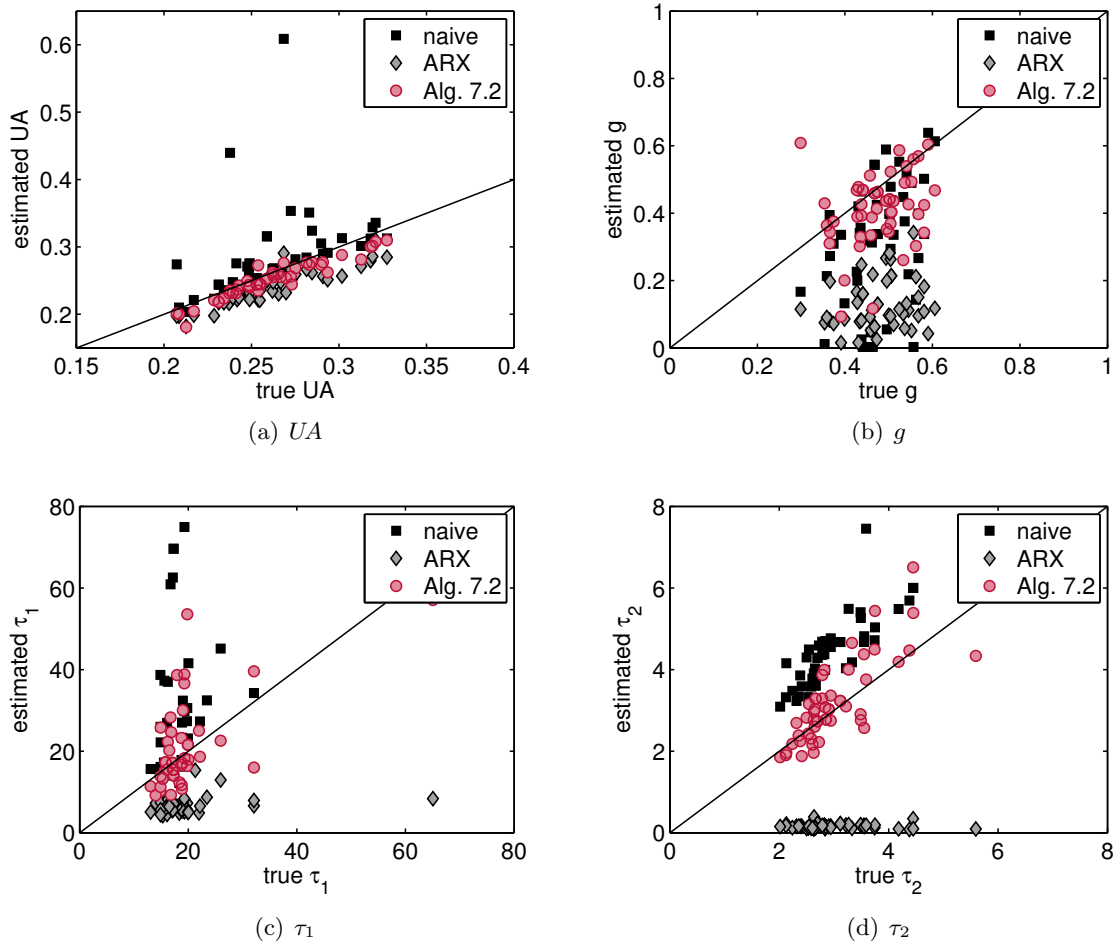 0.6
0.5
0.4
0.3
0.2
0.15
0.2
0.25
0.3
0.35
0.4
estimated UA
true UA
naive
ARX
Alg. 7.2
(a) UA
1
0.8
0.6
0.4
0.2
0
0
0.2
0.4
0.6
0.8
1
estimated g
true g
naive
ARX
Alg. 7.2
(b) g
80
60
40
20
0
0
20
40
60
80
estimated τ_1
true τ_1
naive
ARX
Alg. 7.2
(c) τ₁
8
6
4
2
0
0
2
4
6
8
estimated τ_2
true τ_2
naive
ARX
Alg. 7.2
(d) τ₂